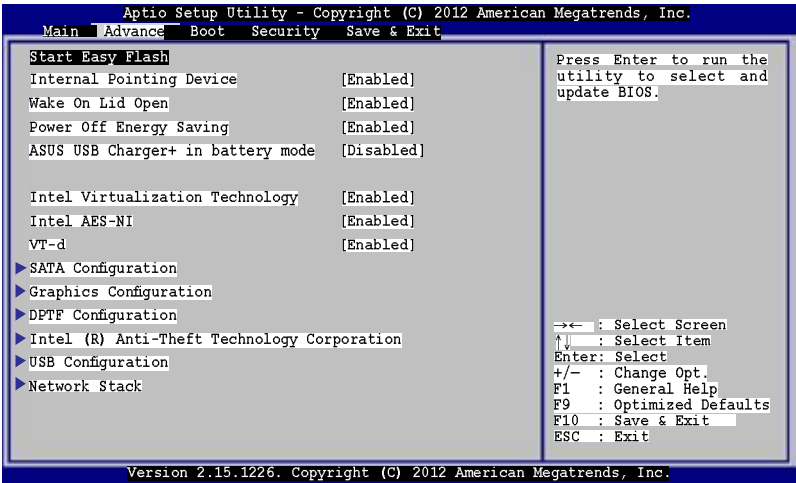 Aptio Setup Utility - Copyright (C) 2012 American Megatrends, Inc.
Main Advance Boot Security Save & Exit
Start Easy Flash
Internal Pointing Device [Enabled]
Wake On Lid Open [Enabled]
Power Off Energy Saving [Enabled]
ASUS USB Charger+ in battery mode [Disabled]
Intel Virtualization Technology [Enabled]
Intel AES-NI [Enabled]
VT-d [Enabled]
SATA Configuration
Graphics Configuration
DPTF Configuration
Intel (R) Anti-Theft Technology Corporation
USB Configuration
Network Stack
Press Enter to run the
utility to select and
update BIOS.
→← : Select Screen
↑↓ : Select Item
Enter: Select
+/— : Change Opt.
F1 : General Help
F9 : Optimized Defaults
F10 : Save & Exit
ESC : Exit
Version 2.15.1226. Copyright (C) 2012 American Megatrends, Inc.